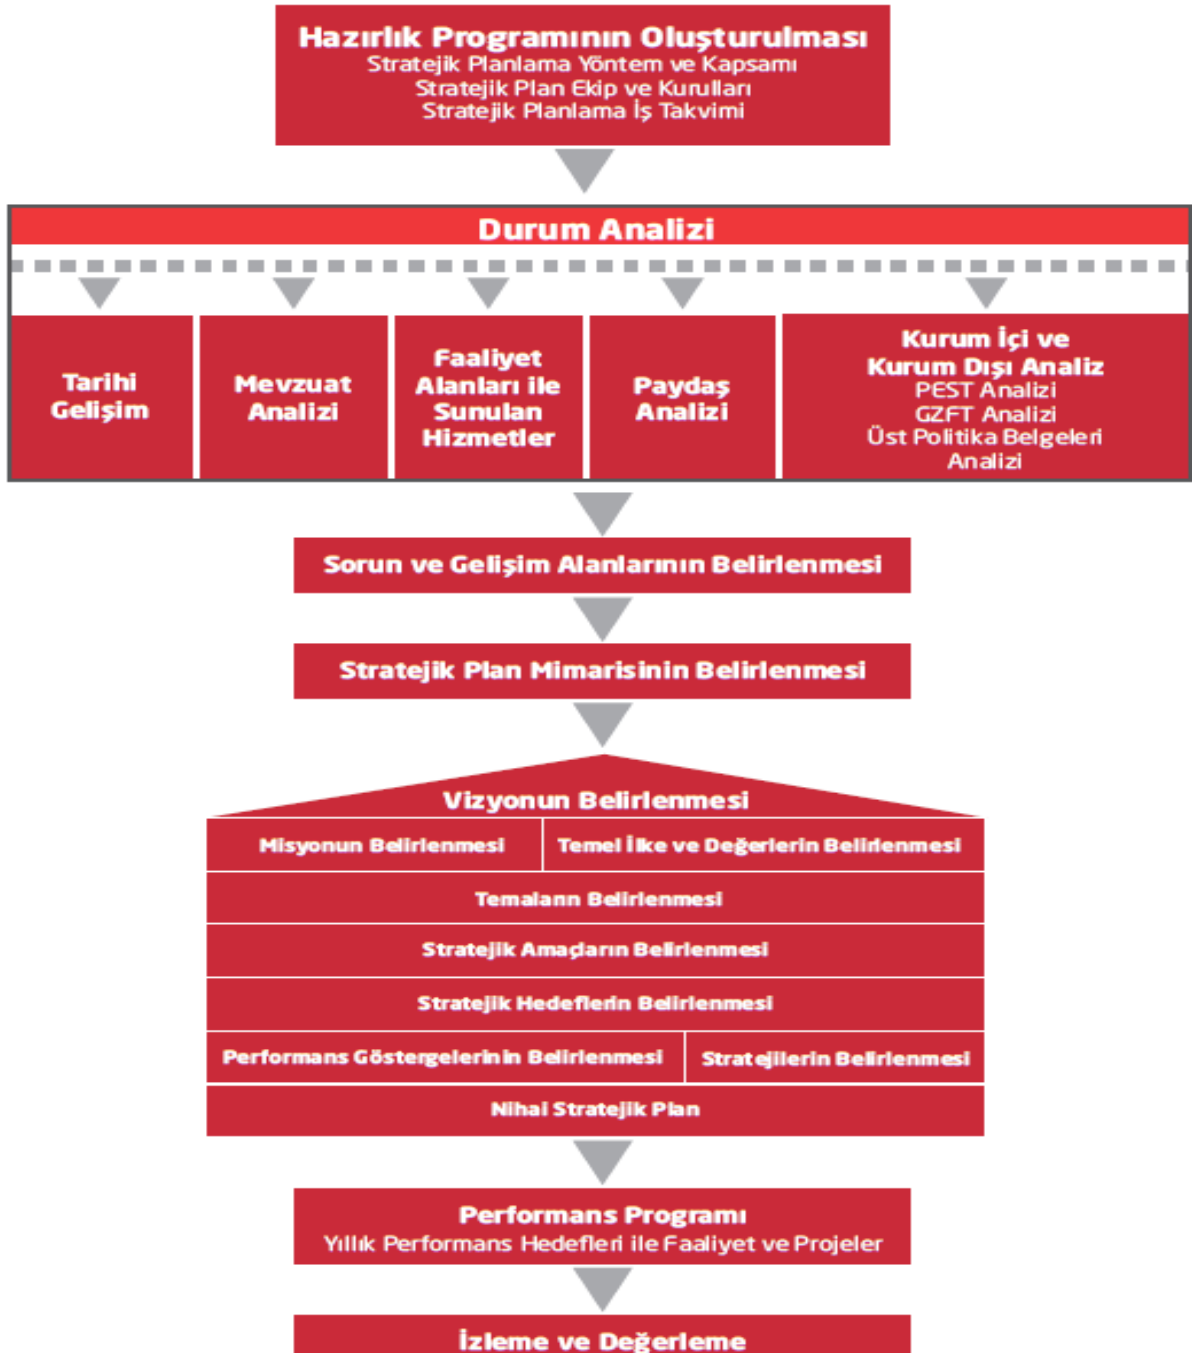 Hazırlık Programının Oluşturulması
Stratejik Planlama Yöntem ve Kapsamı
Stratejik Plan Ekip ve Kurulları
Stratejik Planlama İş Takvimi
Durum Analizi
Tarihi
Gelişim
Mevzuat
Analizi
Faaliyet
Alanları ile
Sunulan
Hizmetler
Paydaş
Analizi
Kurum İçi ve
Kurum Dışı Analiz
PEST Analizi
GZFT Analizi
Üst Politika Belgeleri
Analizi
Sorun ve Gelişim Alanlarının Belirlenmesi
Stratejik Plan Mimarisinin Belirlenmesi
Vizyonun Belirlenmesi
Misyonun Belirlenmesi
Temel İlke ve Değerlerin Belirlenmesi
Temaların Belirlenmesi
Stratejik Amaçların Belirlenmesi
Stratejik Hedeflerin Belirlenmesi
Performans Göstergelerinin Belirlenmesi
Stratejilerin Belirlenmesi
Nihai Stratejik Plan
Performans Programı
Yıllık Performans Hedefleri ile Faaliyet ve Projeler
İzleme ve Değerleme